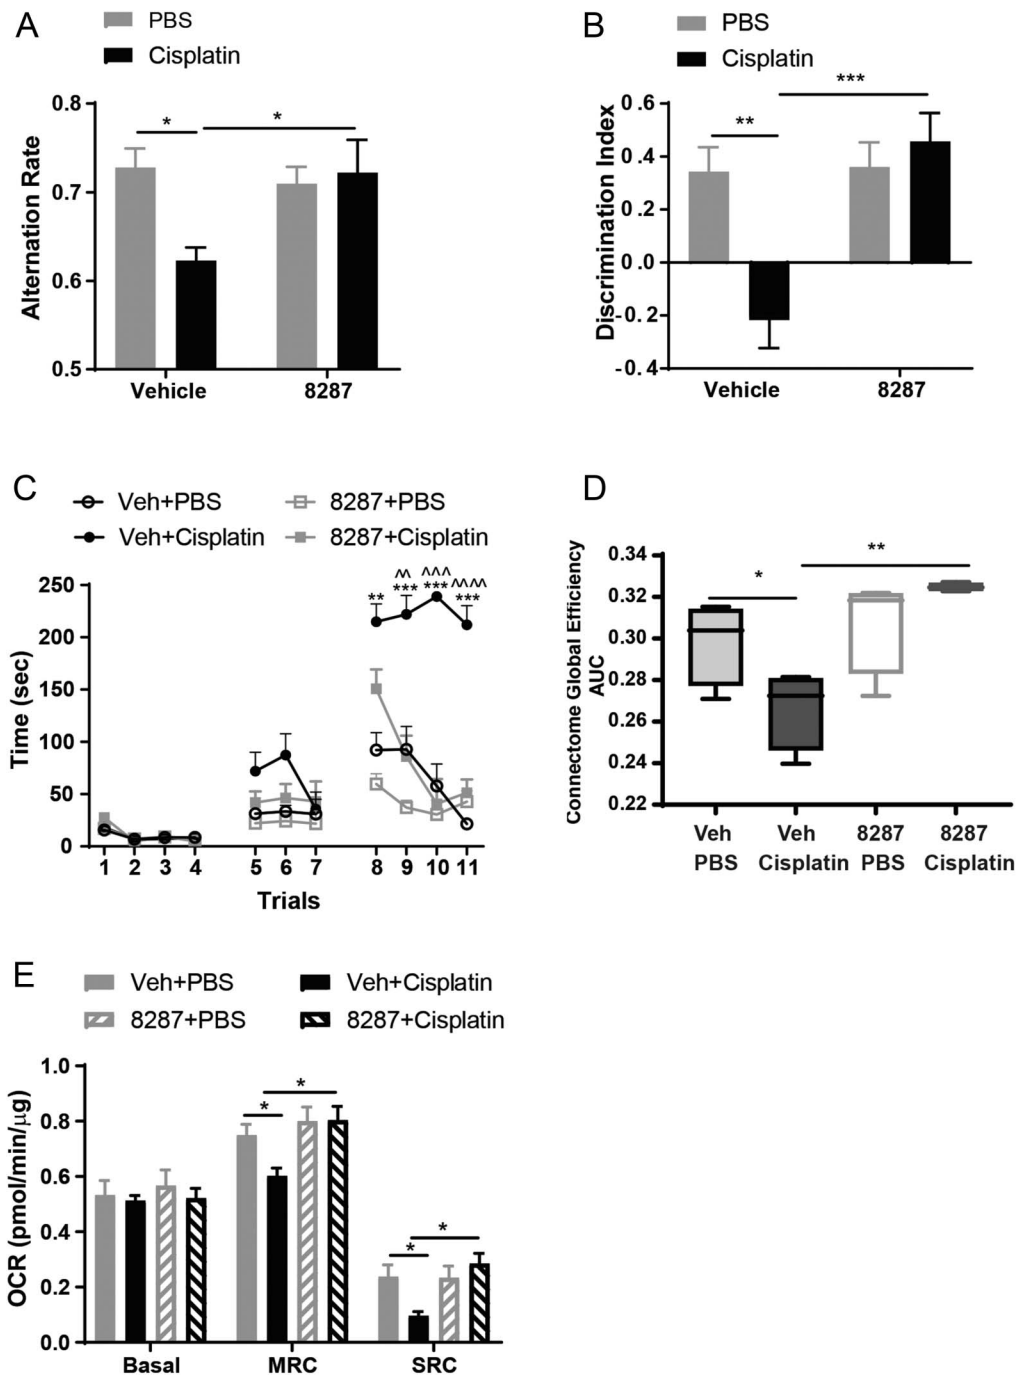 A
PBS
Cisplatin
Alternation Rate
0.8
0.7
0.6
0.5
*
*
Vehicle
8287
B
PBS
Cisplatin
Discrimination Index
0.6
0.4
0.2
0.0
-0.2
-0.4
**
***
Vehicle
8287
C
Veh+PBS
8287+PBS
Veh+Cisplatin
8287+Cisplatin
Time (sec)
250
200
150
100
50
0
**
^^
***
^^^
***
^^^^
***
1 2 3 4 5 6 7 8 9 10 11
Trials
D
Connectome Global Efficiency
AUC
0.34
0.32
0.30
0.28
0.26
0.24
0.22
*
**
Veh
PBS
Veh
Cisplatin
8287
PBS
8287
Cisplatin
E
Veh+PBS
Veh+Cisplatin
8287+PBS
8287+Cisplatin
OCR (pmol/min/µg)
1.0
0.8
0.6
0.4
0.2
0.0
*
*
*
*
Basal
MRC
SRC